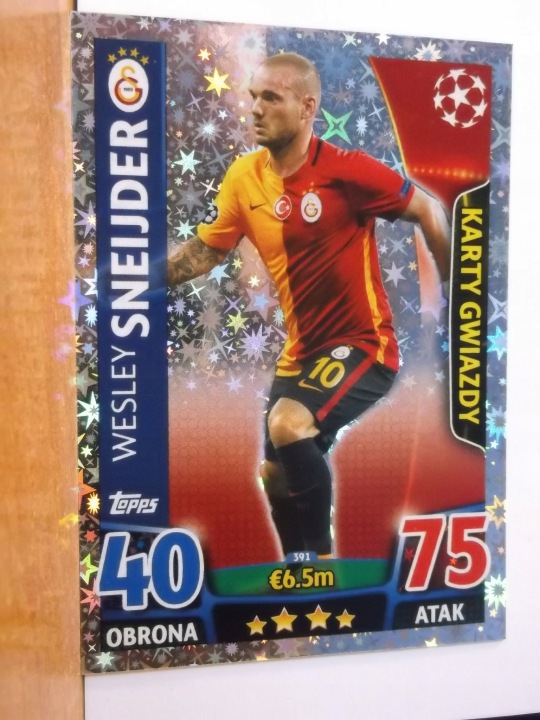 WESLEY SNEIJDER
KARTY GWIAZDY
10
topps
40
OBRONA
391
€6.5m
75
ATAK